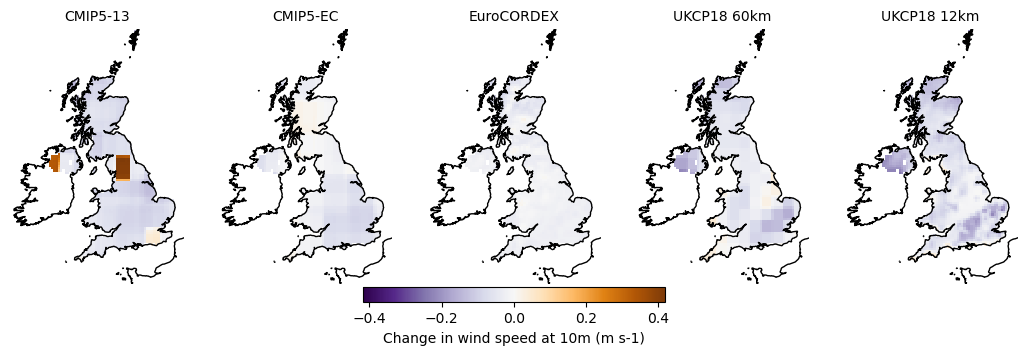 CMIP5-13 CMIP5-EC EuroCORDEX UKCP18 60km UKCP18 12km
−0.4 −0.2 0.0 0.2 0.4
Change in wind speed at 10m (m s-1)